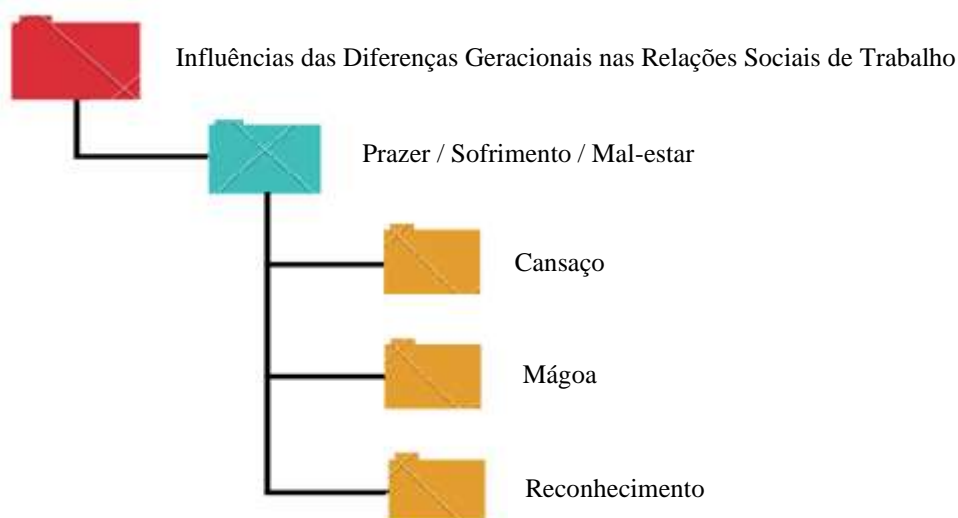 Influências das Diferenças Geracionais nas Relações Sociais de Trabalho
Prazer / Sofrimento / Mal-estar
Cansaço
Mágoa
Reconhecimento